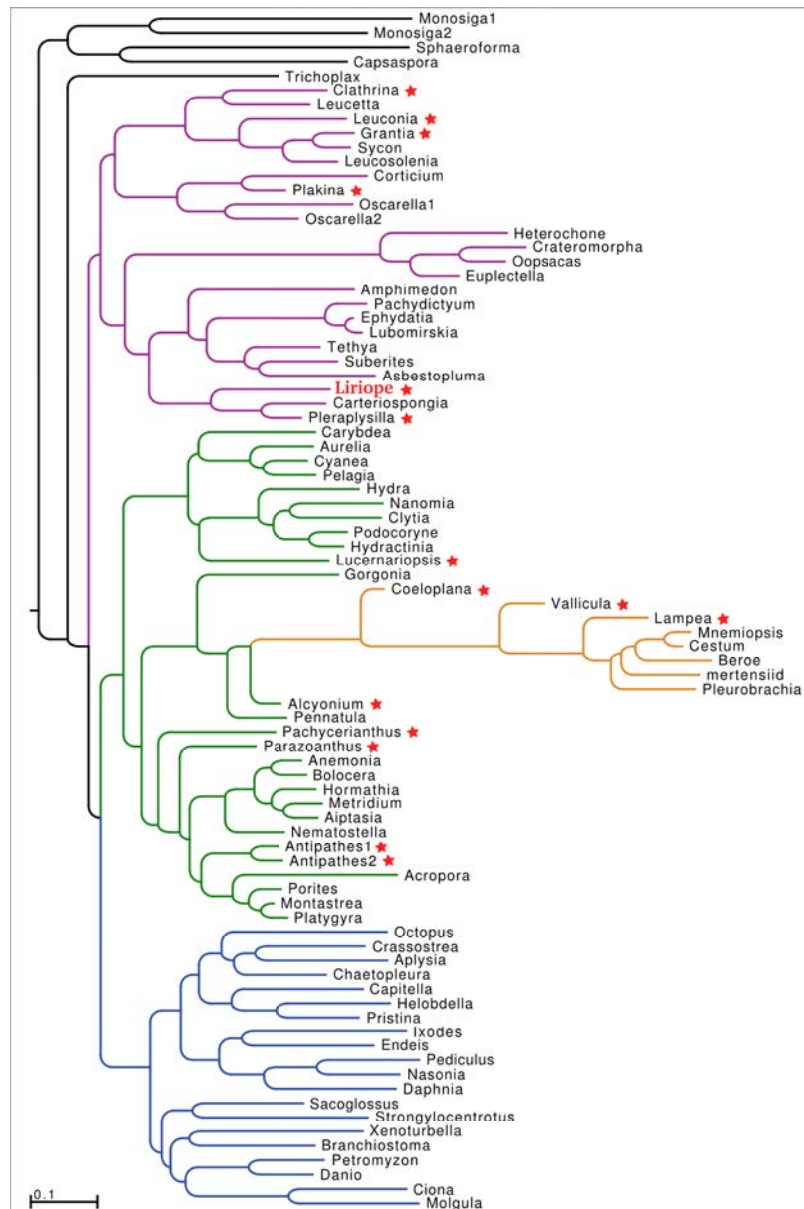 Monosiga1
Monosiga2
Sphaeroforma
Capsaspora
Trichoplax
Clathrina
Leucetta
Leuconia
Grantia
Sycon
Leucosolenia
Corticium
Plakina
Oscarella1
Oscarella2
Heterochone
Crateromorpha
Oopsacas
Euplectella
Amphimedon
Pachydictyum
Ephydatia
Lubomirskia
Tethya
Suberites
Asbestopluma
Liriope
Carteriospongia
Pleraplysilla
Carybdea
Aurelia
Cyanea
Pelagia
Hydra
Nanomia
Clytia
Podocoryne
Hydractinia
Lucernariopsis
Gorgonia
Coeloplana
Vallicula
Lampea
Mnemiopsis
Cestum
Beroe
mertensiid
Pleurobrachia
Alcyonium
Pennatula
Pachycerianthus
Parazoanthus
Anemonia
Bolocera
Hormathia
Metridium
Aiptasia
Nematostella
Antipathes1
Antipathes2
Acropora
Porites
Montastrea
Platygyra
Octopus
Crassostrea
Aplysia
Chaetopleura
Capitella
Helobdella
Pristina
Ixodes
Endeis
Pediculus
Nasonia
Daphnia
Sacoglossus
Strongylocentrotus
Xenoturbella
Branchiostoma
Petromyzon
Danio
Ciona
Molgula
0.1